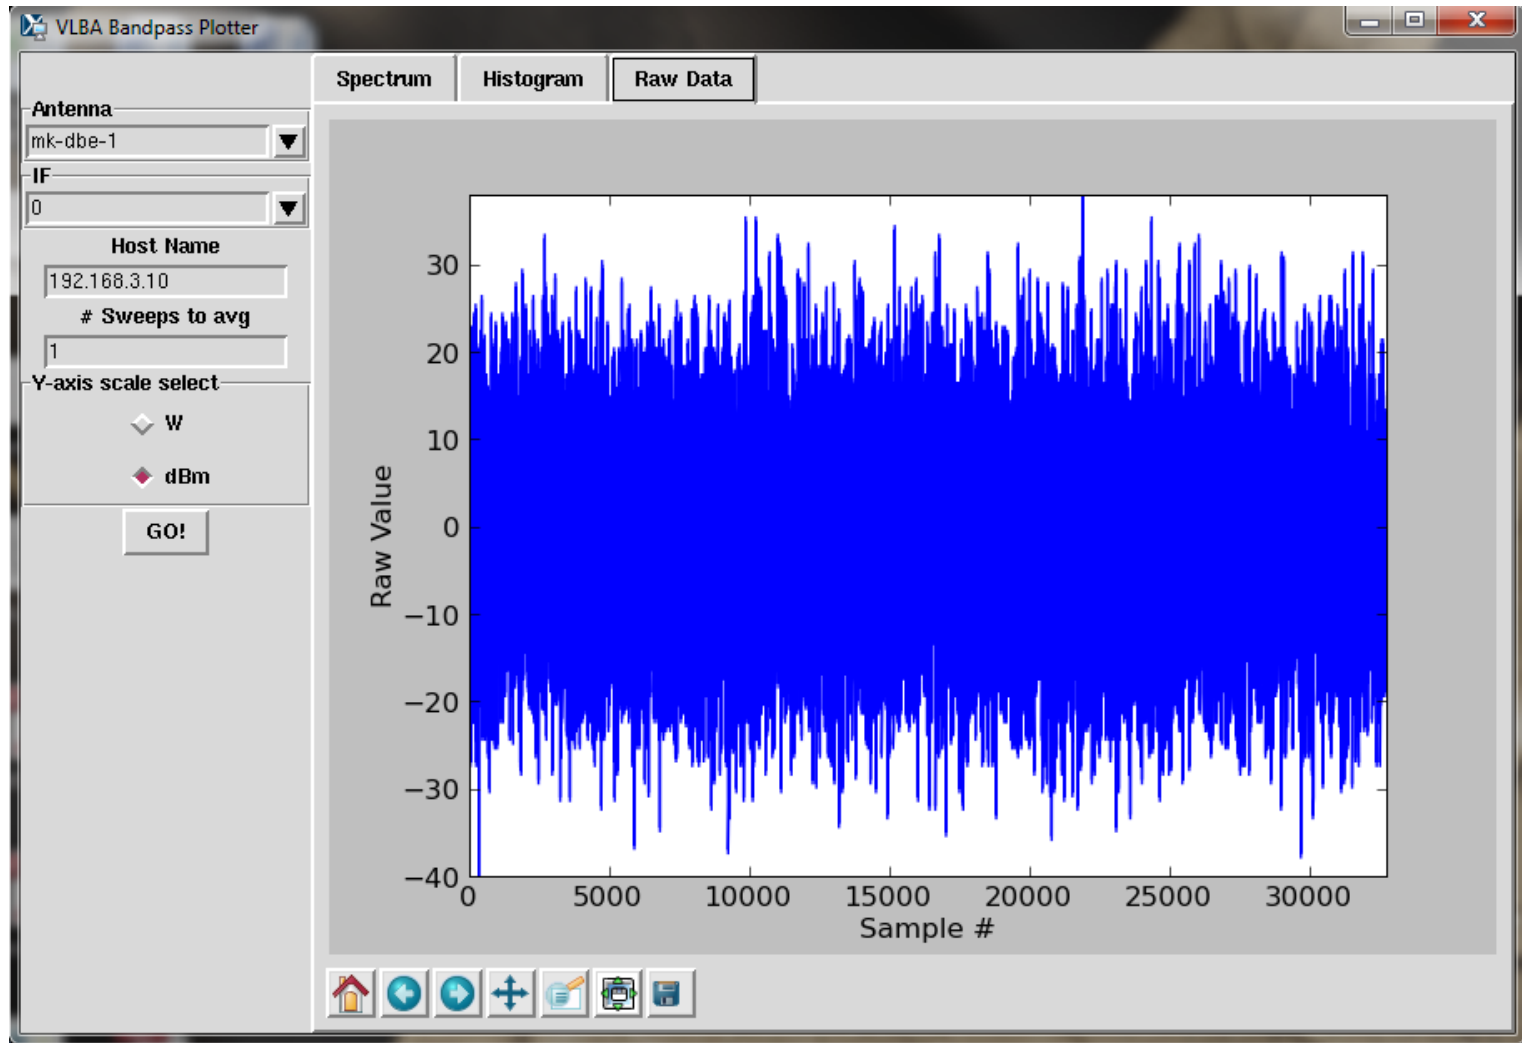 VLBA Bandpass Plotter
Spectrum
Histogram
Raw Data
Antenna
mk-dbe-1
IF
0
Host Name
192.168.3.10
# Sweeps to avg
1
Y-axis scale select
W
dBm
GO!
Raw Value
30
20
10
0
−10
−20
−30
−40
0
5000
10000
15000
20000
25000
30000
Sample #